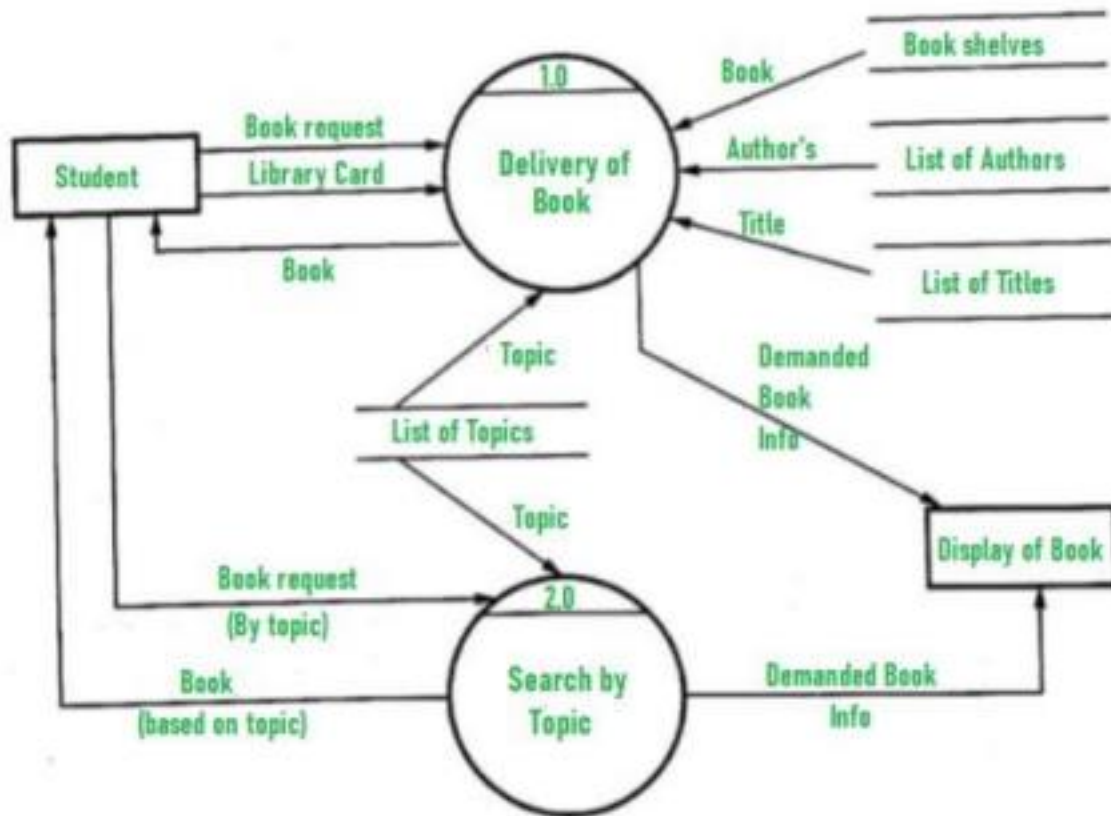 Book shelves
1.0
Book
Book request
Author's
List of Authors
Student
Library Card
Delivery of
Book
Title
Book
List of Titles
Topic
Demanded
Book
Info
List of Topics
Topic
Display of Book
Book request
(By topic)
2.0
Book
(based on topic)
Search by
Topic
Demanded Book
Info